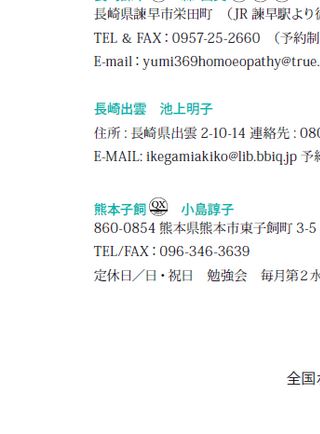 長崎県諫早市栄田町 （JR 諫早駅より
TEL & FAX：0957-25-2660 （予約制
E-mail：yumi369homoeopathy@true.
長崎出雲 池上明子
住所：長崎県出雲 2-10-14 連絡先：080
E-MAIL: ikegamiakiko@lib.bbiq.jp 予
熊本子飼 QX 小島諄子
860-0854 熊本県熊本市東子飼町 3-5
TEL/FAX：096-346-3639
定休日／日・祝日 勉強会 毎月第２水
全国